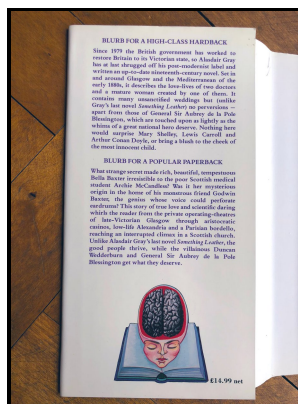 BLURB FOR A HIGH-CLASS HARDBACK
Since 1979 the British government has worked to
restore Britain to its Victorian state, so Alasdair Gray
has at last shrugged off his post-modernist label and
written an up-to-date nineteenth-century novel. Set in
and around Glasgow and the Mediterranean of the
early 1880s, it describes the love-lives of two doctors
and a mature woman created by one of them. It
contains many unsanctified weddings but (unlike
Gray's last novel Something Leather) no perversions —
apart from those of General Sir Aubrey de la Pole
Blessington, which are touched upon as lightly as the
whims of a great national hero deserve. Nothing here
would surprise Mary Shelley, Lewis Carroll and
Arthur Conan Doyle, or bring a blush to the cheek of
the most innocent child.
BLURB FOR A POPULAR PAPERBACK
What strange secret made rich, beautiful, tempestuous
Bella Baxter irresistible to the poor Scottish medical
student Archie McCandless? Was it her mysterious
origin in the home of his monstrous friend Godwin
Baxter, the genius whose voice could perforate
eardrums? This story of true love and scientific daring
whirls the reader from the private operating-theatres
of late-Victorian Glasgow through aristocratic
casinos, low-life Alexandria and a Parisian bordello,
reaching an interrupted climax in a Scottish church.
Unlike Alasdair Gray's last novel Something Leather, the
good people thrive, while the villainous Duncan
Wedderburn and General Sir Aubrey de la Pole
Blessington get what they deserve.
£14.99 net